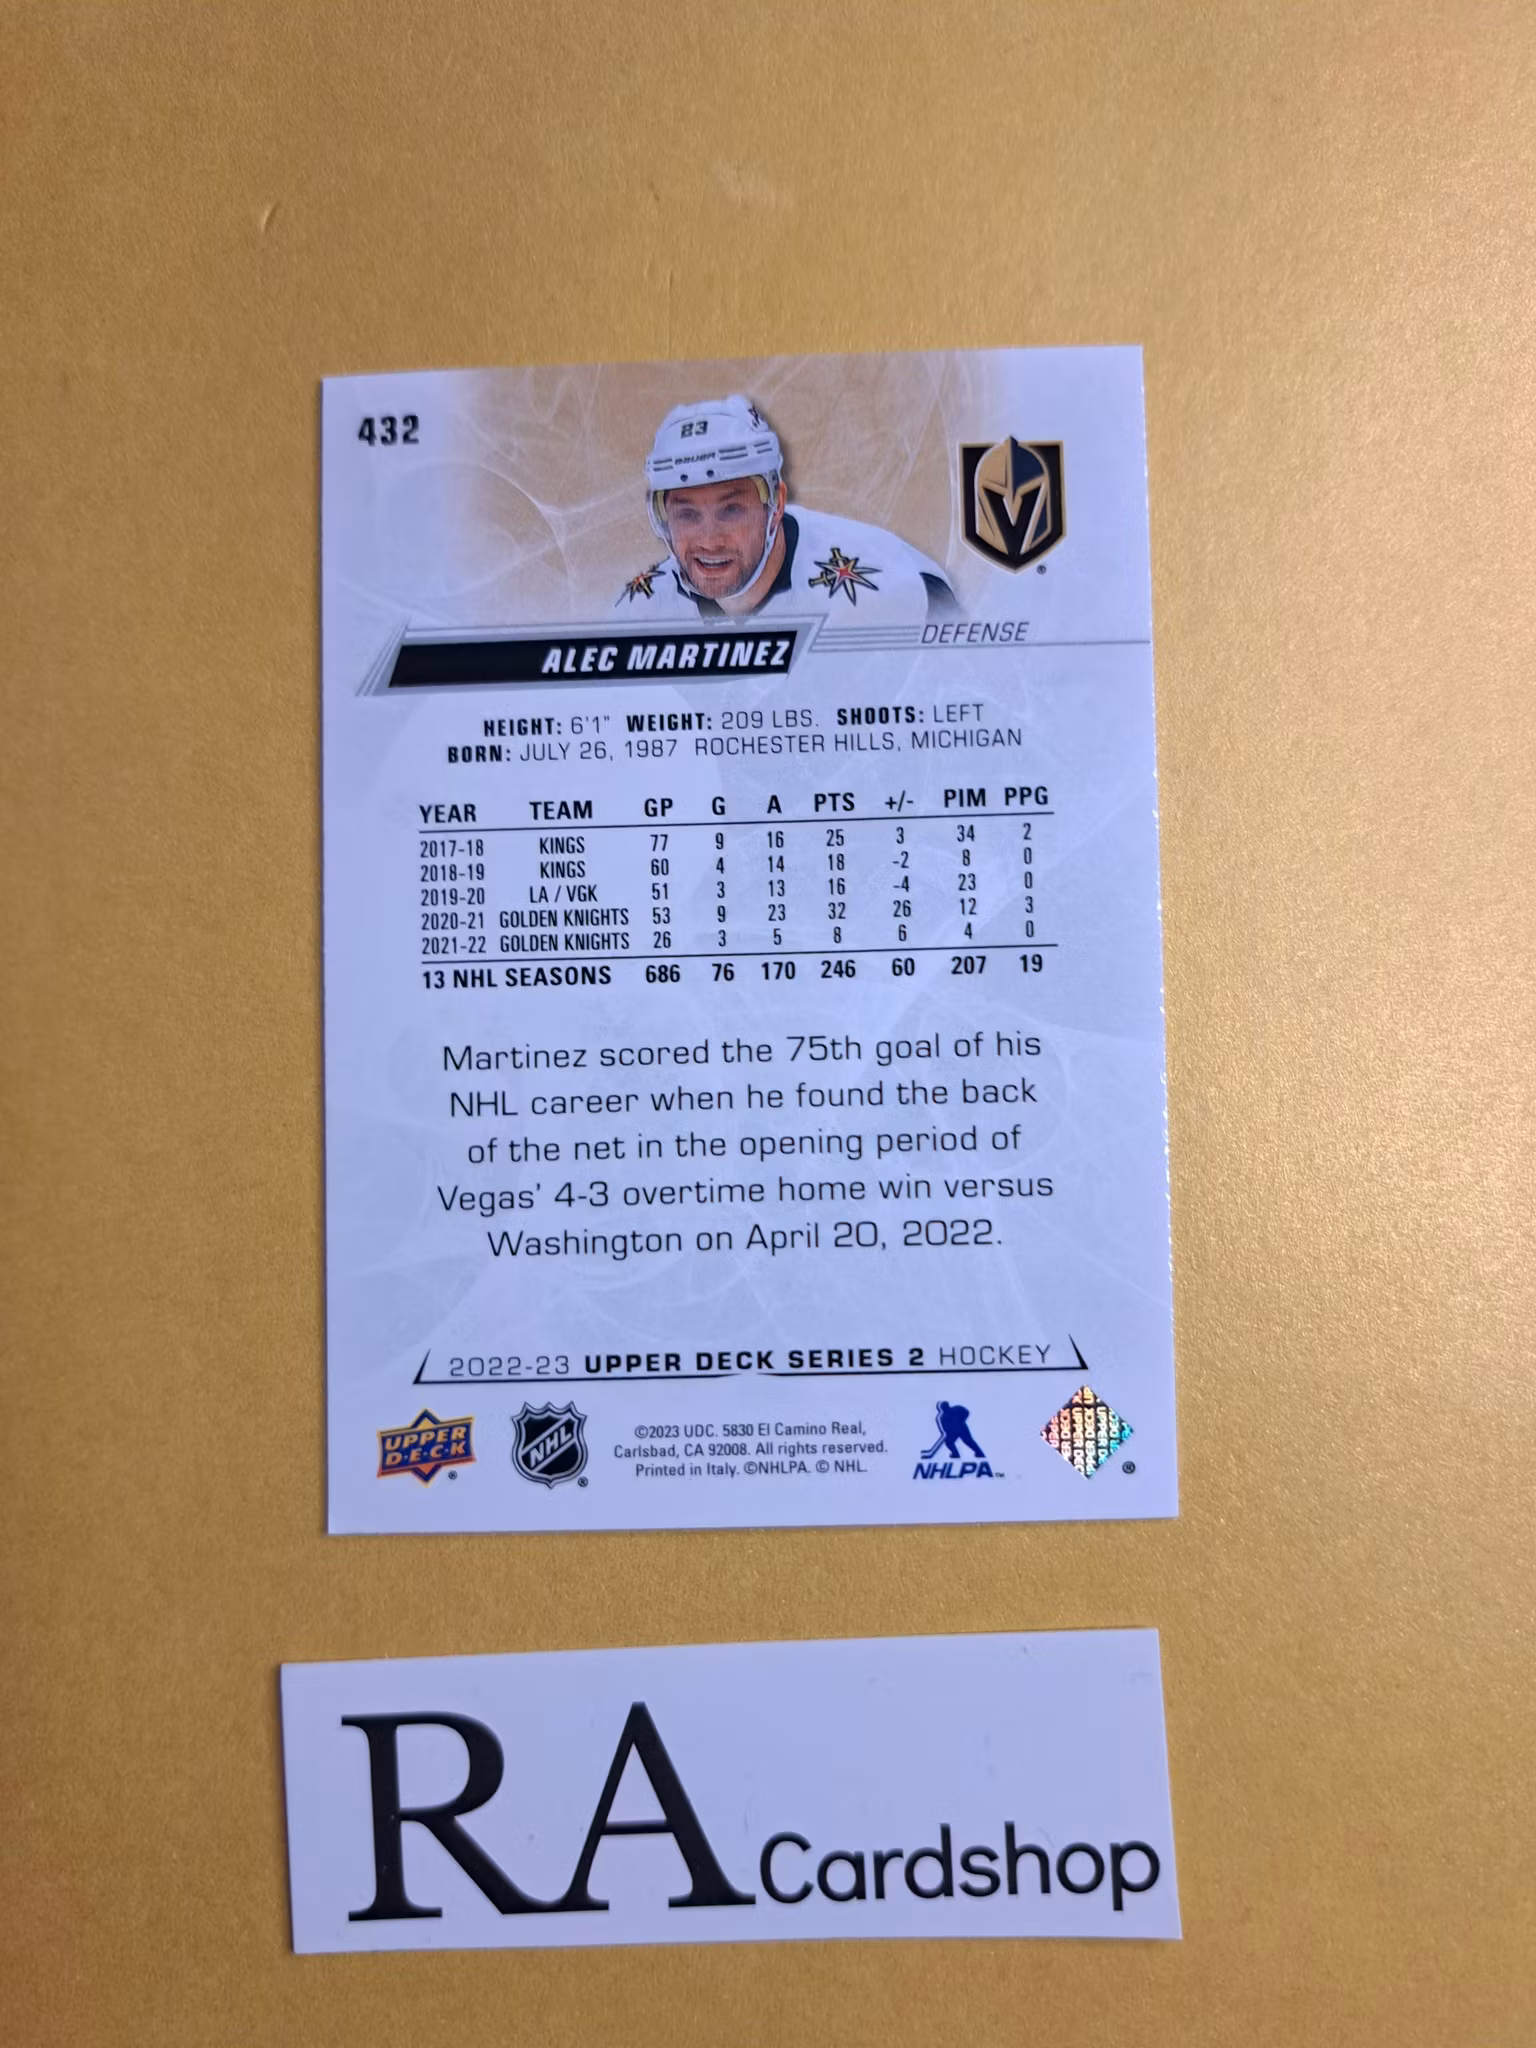 432
23
BAUER
ALEC MARTINEZ
DEFENSE
HEIGHT: 6'1" WEIGHT: 209 LBS. SHOOTS: LEFT
BORN: JULY 26, 1987 ROCHESTER HILLS, MICHIGAN
YEAR TEAM GP G A PTS +/- PIM PPG
2017-18 KINGS 77 9 16 25 3 34 2
2018-19 KINGS 60 4 14 18 -2 8 0
2019-20 LA / VGK 51 3 13 16 -4 23 0
2020-21 GOLDEN KNIGHTS 53 9 23 32 26 12 3
2021-22 GOLDEN KNIGHTS 26 3 5 8 6 4 0
13 NHL SEASONS 686 76 170 246 60 207 19
Martinez scored the 75th goal of his
NHL career when he found the back
of the net in the opening period of
Vegas' 4-3 overtime home win versus
Washington on April 20, 2022.
2022-23 UPPER DECK SERIES 2 HOCKEY
UPPER
D·E·C·K
®
NHL
®
©2023 UDC. 5830 El Camino Real,
Carlsbad, CA 92008. All rights reserved.
Printed in Italy. ©NHLPA. © NHL.
NHLPA™
UPPER DECK
®
RA Cardshop